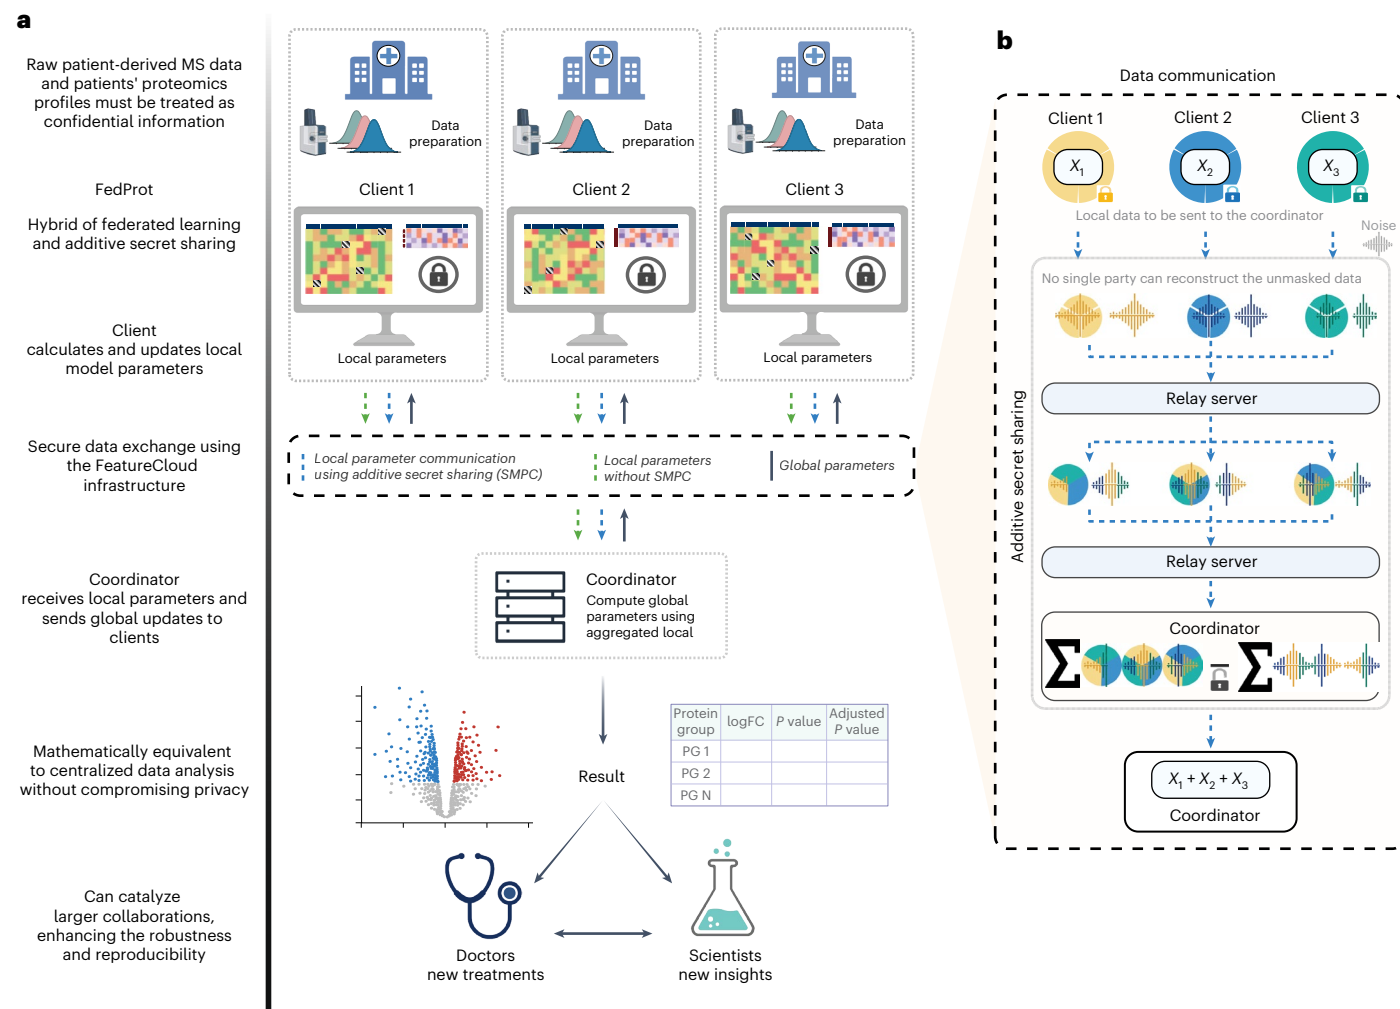 a
Raw patient-derived MS data
and patients' proteomics
profiles must be treated as
confidential information
FedProt
Hybrid of federated learning
and additive secret sharing
Client
calculates and updates local
model parameters
Secure data exchange using
the FeatureCloud
infrastructure
Coordinator
receives local parameters and
sends global updates to
clients
Mathematically equivalent
to centralized data analysis
without compromising privacy
Can catalyze
larger collaborations,
enhancing the robustness
and reproducibility
Data
preparation
Client 1
Local parameters
Data
preparation
Client 2
Local parameters
Data
preparation
Client 3
Local parameters
Local parameter communication
using additive secret sharing (SMPC)
Local parameters
without SMPC
Global parameters
Coordinator
Compute global
parameters using
aggregated local
Result
Protein
group
logFC
P value
Adjusted
P value
PG 1
PG 2
PG N
Doctors
new treatments
Scientists
new insights
b
Data communication
Client 1
Client 2
Client 3
X1
X2
X3
Local data to be sent to the coordinator
Noise
No single party can reconstruct the unmasked data
Additive secret sharing
Relay server
Relay server
Coordinator
Σ
–
Σ
X1 + X2 + X3
Coordinator